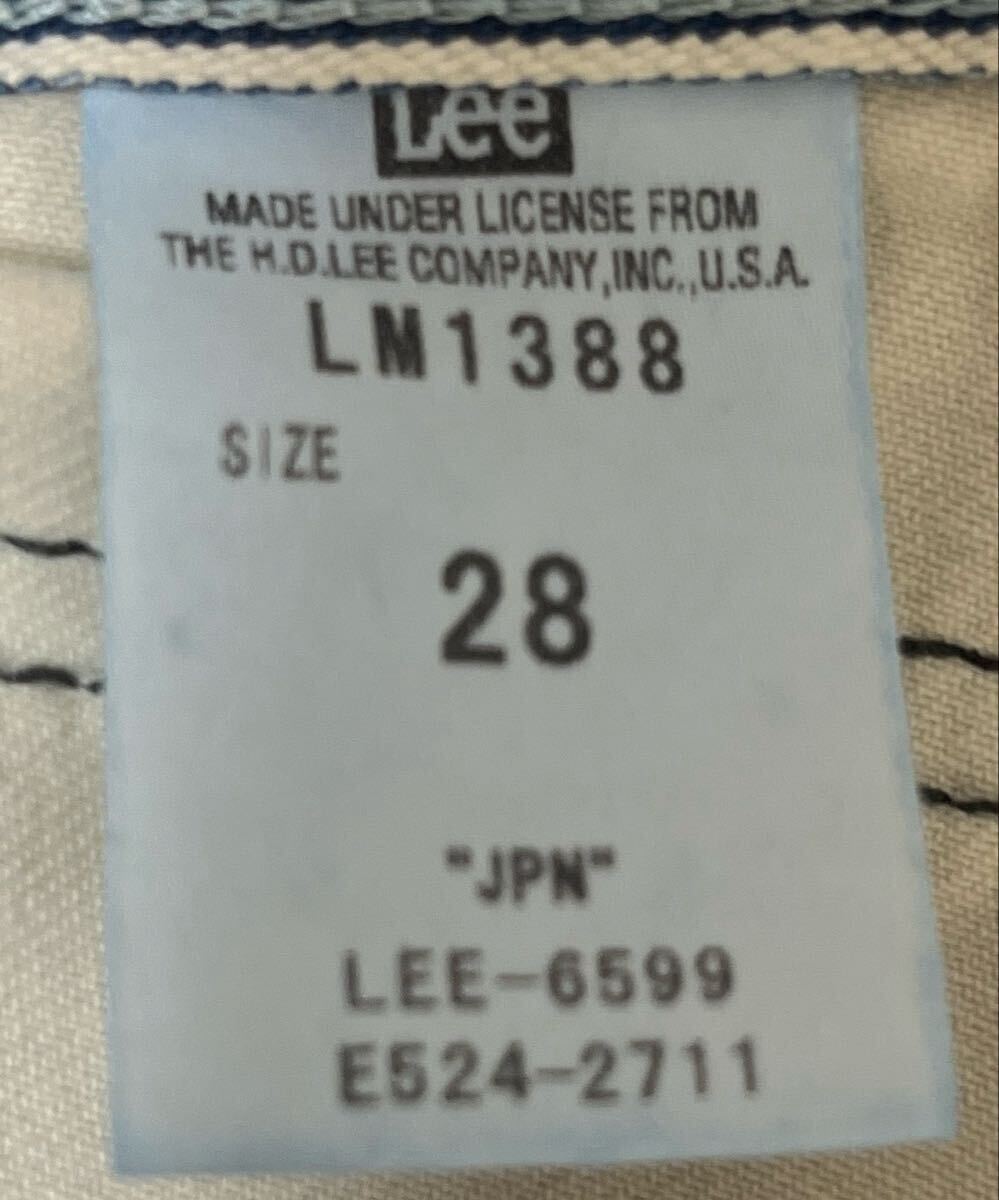 Lee
MADE UNDER LICENSE FROM
THE H.D.LEE COMPANY,INC.,U.S.A.
LM1388
SIZE
28
"JPN"
LEE-6599
E524-2711